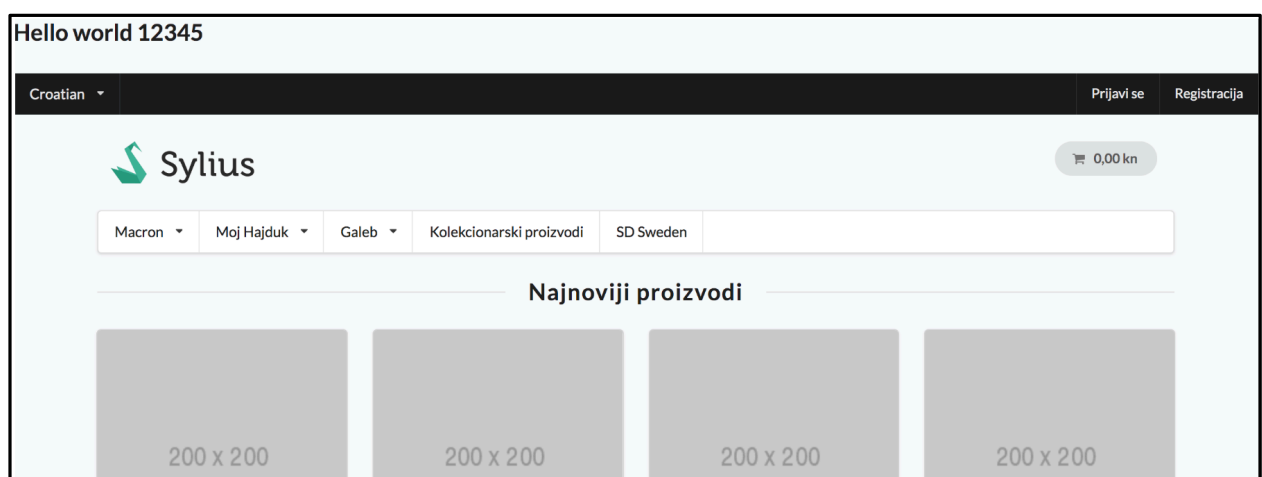 Hello world 12345
Croatian Prijavi se Registracija
Sylius 0,00 kn
Macron Moj Hajduk Galeb Kolekcionarski proizvodi SD Sweden
Najnoviji proizvodi
200 x 200 200 x 200 200 x 200 200 x 200